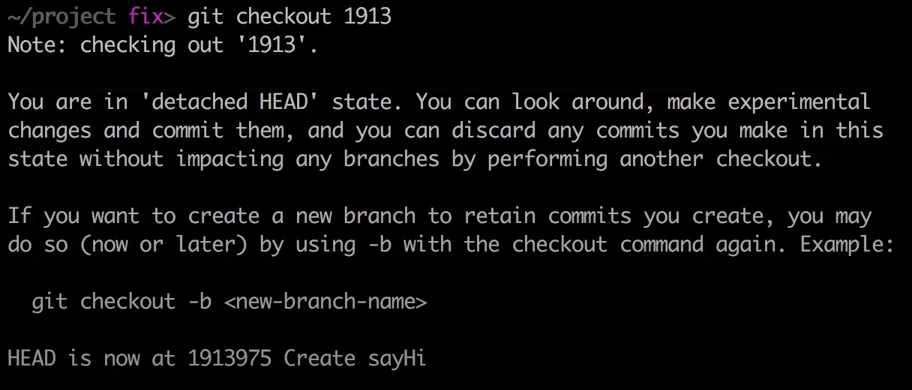 ~/project fix> git checkout 1913
Note: checking out '1913'.
You are in 'detached HEAD' state. You can look around, make experimental
changes and commit them, and you can discard any commits you make in this
state without impacting any branches by performing another checkout.
If you want to create a new branch to retain commits you create, you may
do so (now or later) by using -b with the checkout command again. Example:
git checkout -b <new-branch-name>
HEAD is now at 1913975 Create sayHi